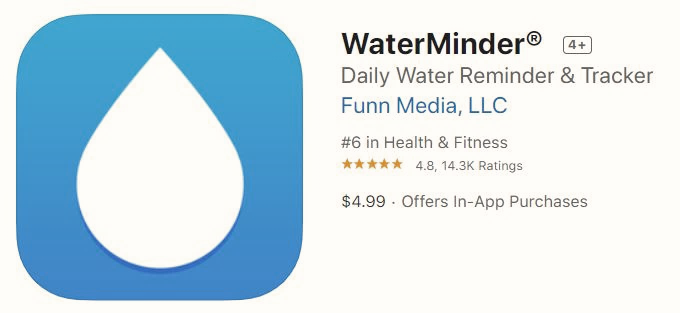 WaterMinder® 4+
Daily Water Reminder & Tracker
Funn Media, LLC
#6 in Health & Fitness
★★★★★ 4.8, 14.3K Ratings
$4.99 · Offers In-App Purchases